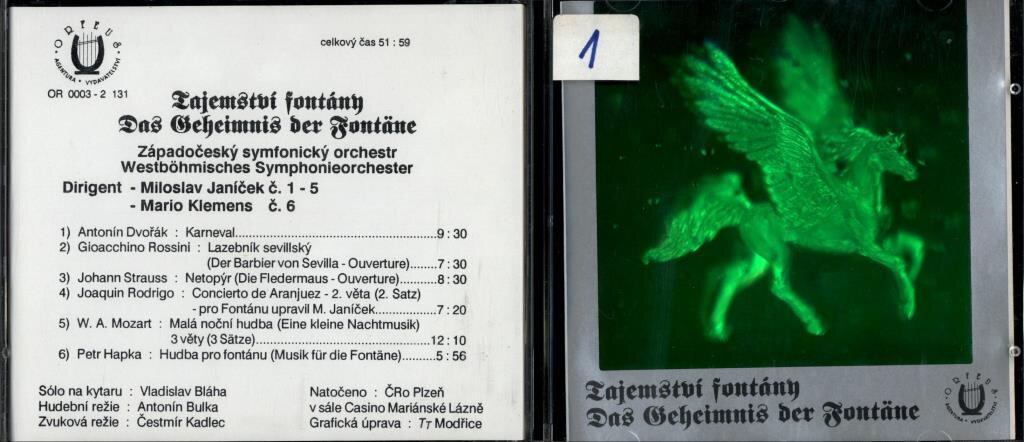 ORFEUS
AGENTURA • VYDAVATELSTVÍ
OR 0003 - 2 131
celkový čas 51 : 59
Tajemství fontány
Das Geheimnis der Fontäne
Západočeský symfonický orchestr
Westböhmisches Symphonieorchester
Dirigent - Miloslav Janíček č. 1 - 5
- Mario Klemens č. 6
1) Antonín Dvořák : Karneval..................................................9 : 30
2) Gioacchino Rossini : Lazebník sevillský
(Der Barbier von Sevilla - Ouverture).......7 : 30
3) Johann Strauss : Netopýr (Die Fledermaus - Ouverture)..........8 : 30
4) Joaquin Rodrigo : Concierto de Aranjuez - 2. věta (2. Satz)
- pro Fontánu upravil M. Janíček...............7 : 20
5) W. A. Mozart : Malá noční hudba (Eine kleine Nachtmusik)
3 věty (3 Sätze)...........................................12 : 10
6) Petr Hapka : Hudba pro fontánu (Musik für die Fontäne)..........5 : 56
Sólo na kytaru : Vladislav Bláha
Hudební režie : Antonín Bulka
Zvuková režie : Čestmír Kadlec
Natočeno : ČRo Plzeň
v sále Casino Mariánské Lázně
Grafická úprava : TT Modřice
1
Tajemství fontány
Das Geheimnis der Fontäne
ORFEUS
AGENTURA • VYDAVATELSTVÍ